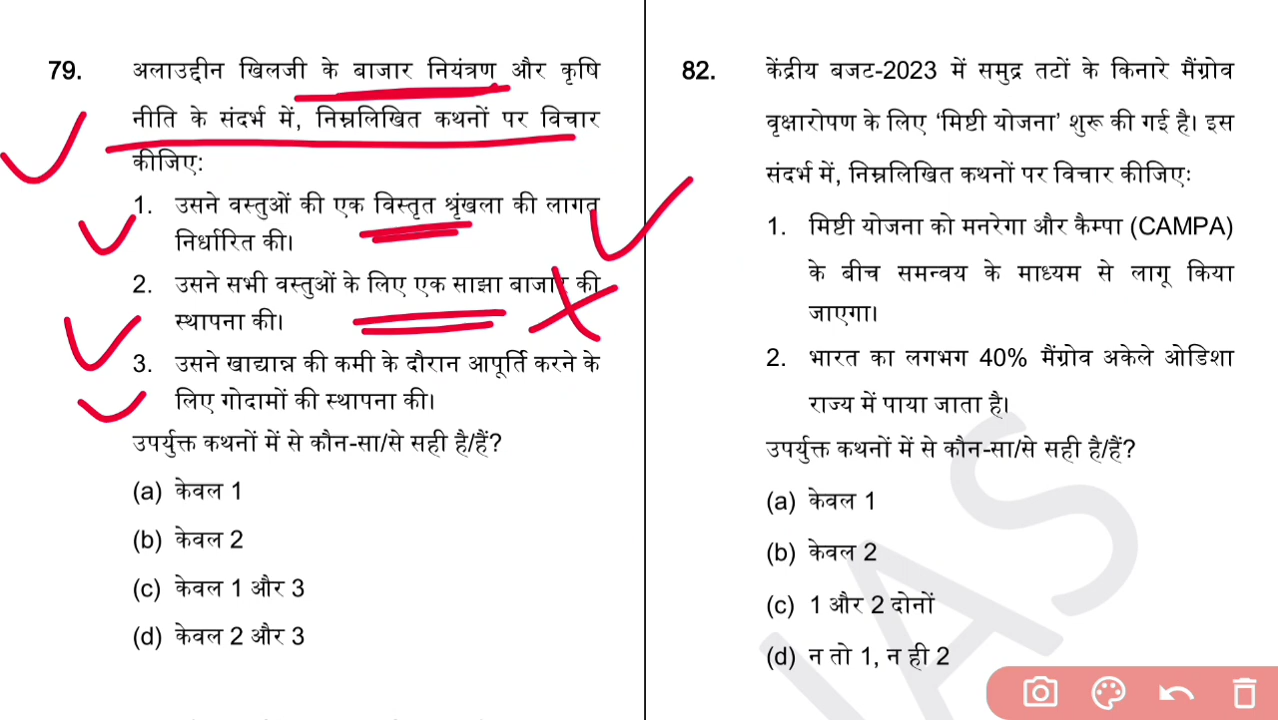 79. अलाउद्दीन खिलजी के बाजार नियंत्रण और कृषि
नीति के संदर्भ में, निम्नलिखित कथनों पर विचार
कीजिए:
1. उसने वस्तुओं की एक विस्तृत श्रृंखला की लागत
निर्धारित की।
2. उसने सभी वस्तुओं के लिए एक साझा बाजार की
स्थापना की।
3. उसने खाद्यान्न की कमी के दौरान आपूर्ति करने के
लिए गोदामों की स्थापना की।
उपर्युक्त कथनों में से कौन-सा/से सही है/हैं?
(a) केवल 1
(b) केवल 2
(c) केवल 1 और 3
(d) केवल 2 और 3
82. केंद्रीय बजट-2023 में समुद्र तटों के किनारे मैंग्रोव
वृक्षारोपण के लिए ‘मिष्टी योजना’ शुरू की गई है। इस
संदर्भ में, निम्नलिखित कथनों पर विचार कीजिए:
1. मिष्टी योजना को मनरेगा और कैम्पा (CAMPA)
के बीच समन्वय के माध्यम से लागू किया
जाएगा।
2. भारत का लगभग 40% मैंग्रोव अकेले ओडिशा
राज्य में पाया जाता है।
उपर्युक्त कथनों में से कौन-सा/से सही है/हैं?
(a) केवल 1
(b) केवल 2
(c) 1 और 2 दोनों
(d) न तो 1, न ही 2
IAS